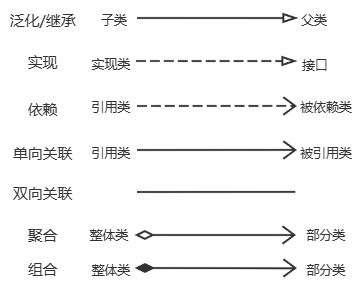 泛化/继承 子类 父类
实现 实现类 接口
依赖 引用类 被依赖类
单向关联 引用类 被引用类
双向关联
聚合 整体类 部分类
组合 整体类 部分类